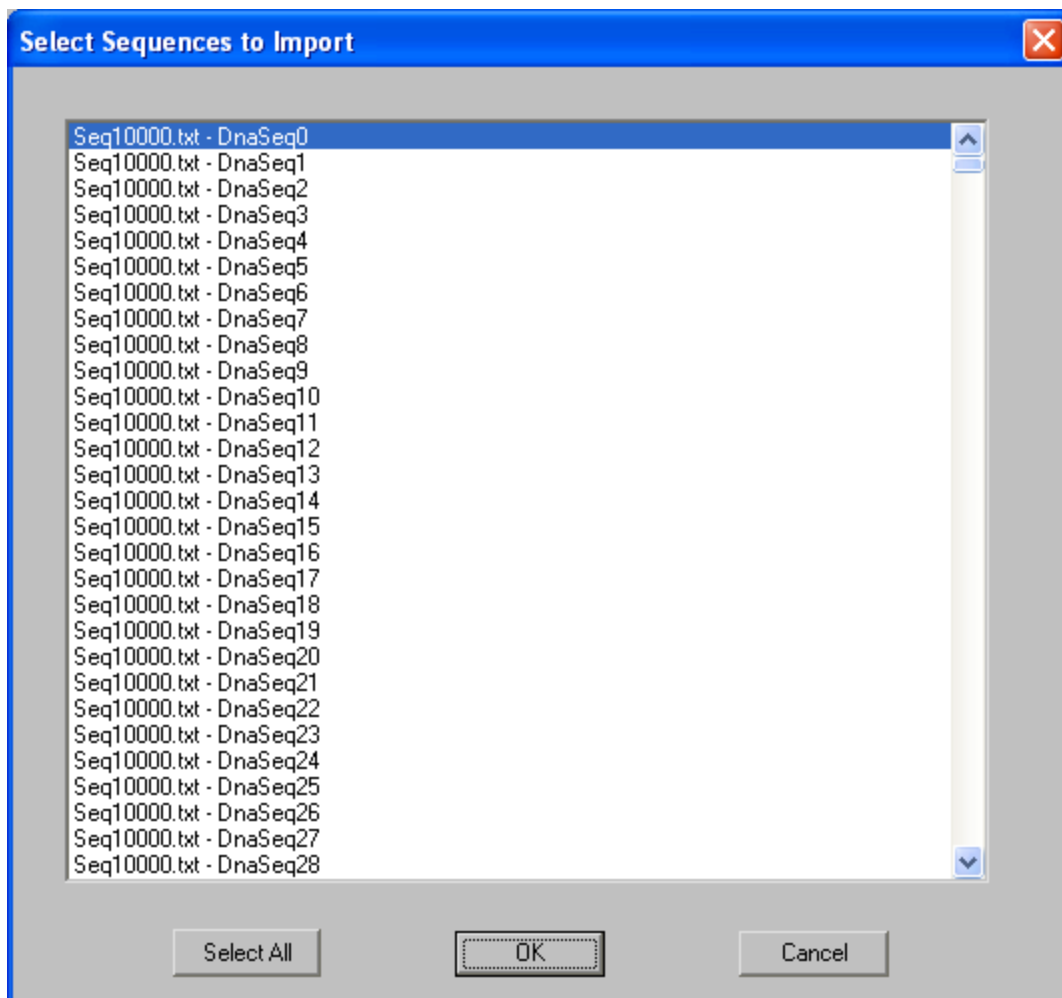 Select Sequences to Import
Seq10000.txt - DnaSeq0
Seq10000.txt - DnaSeq1
Seq10000.txt - DnaSeq2
Seq10000.txt - DnaSeq3
Seq10000.txt - DnaSeq4
Seq10000.txt - DnaSeq5
Seq10000.txt - DnaSeq6
Seq10000.txt - DnaSeq7
Seq10000.txt - DnaSeq8
Seq10000.txt - DnaSeq9
Seq10000.txt - DnaSeq10
Seq10000.txt - DnaSeq11
Seq10000.txt - DnaSeq12
Seq10000.txt - DnaSeq13
Seq10000.txt - DnaSeq14
Seq10000.txt - DnaSeq15
Seq10000.txt - DnaSeq16
Seq10000.txt - DnaSeq17
Seq10000.txt - DnaSeq18
Seq10000.txt - DnaSeq19
Seq10000.txt - DnaSeq20
Seq10000.txt - DnaSeq21
Seq10000.txt - DnaSeq22
Seq10000.txt - DnaSeq23
Seq10000.txt - DnaSeq24
Seq10000.txt - DnaSeq25
Seq10000.txt - DnaSeq26
Seq10000.txt - DnaSeq27
Seq10000.txt - DnaSeq28
Select All OK Cancel